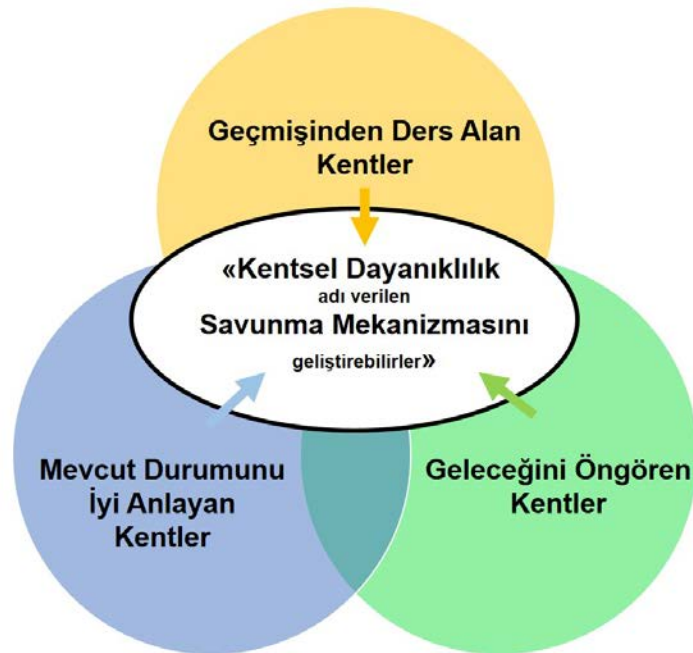 Geçmişinden Ders Alan
Kentler
«Kentsel Dayanıklılık
adı verilen
Savunma Mekanizmasını
geliştirebilirler»
Mevcut Durumunu
İyi Anlayan
Kentler
Geleceğini Öngören
Kentler